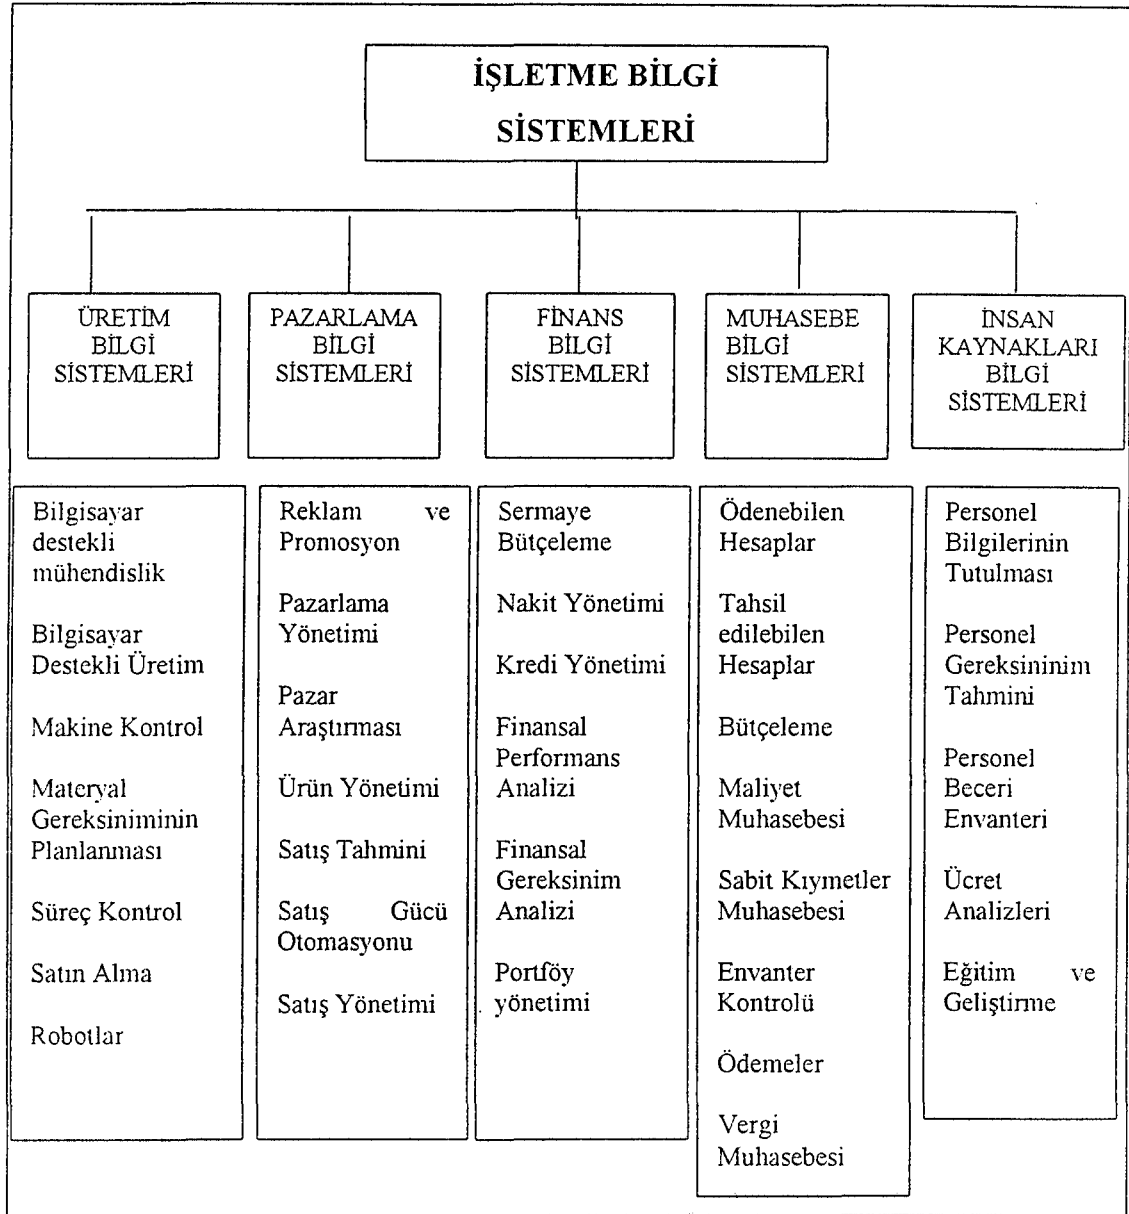 İŞLETME BİLGİ
SİSTEMLERİ
ÜRETİM
BİLGİ
SİSTEMLERİ
PAZARLAMA
BİLGİ
SİSTEMLERİ
FİNANS
BİLGİ
SİSTEMLERİ
MUHASEBE
BİLGİ
SİSTEMLERİ
İNSAN
KAYNAKLARI
BİLGİ
SİSTEMLERİ
Bilgisayar
destekli
mühendislik
Bilgisayar
Destekli Üretim
Makine Kontrol
Materyal
Gereksiniminin
Planlanması
Süreç Kontrol
Satın Alma
Robotlar
Reklam ve
Promosyon
Pazarlama
Yönetimi
Pazar
Araştırması
Ürün Yönetimi
Satış Tahmini
Satış Gücü
Otomasyonu
Satış Yönetimi
Sermaye
Bütçeleme
Nakit Yönetimi
Kredi Yönetimi
Finansal
Performans
Analizi
Finansal
Gereksinim
Analizi
Portföy
yönetimi
Ödenebilen
Hesaplar
Tahsil
edilebilen
Hesaplar
Bütçeleme
Maliyet
Muhasebesi
Sabit Kıymetler
Muhasebesi
Envanter
Kontrolü
Ödemeler
Vergi
Muhasebesi
Personel
Bilgilerinin
Tutulması
Personel
Gereksininim
Tahmini
Personel
Beceri
Envanteri
Ücret
Analizleri
Eğitim ve
Geliştirme